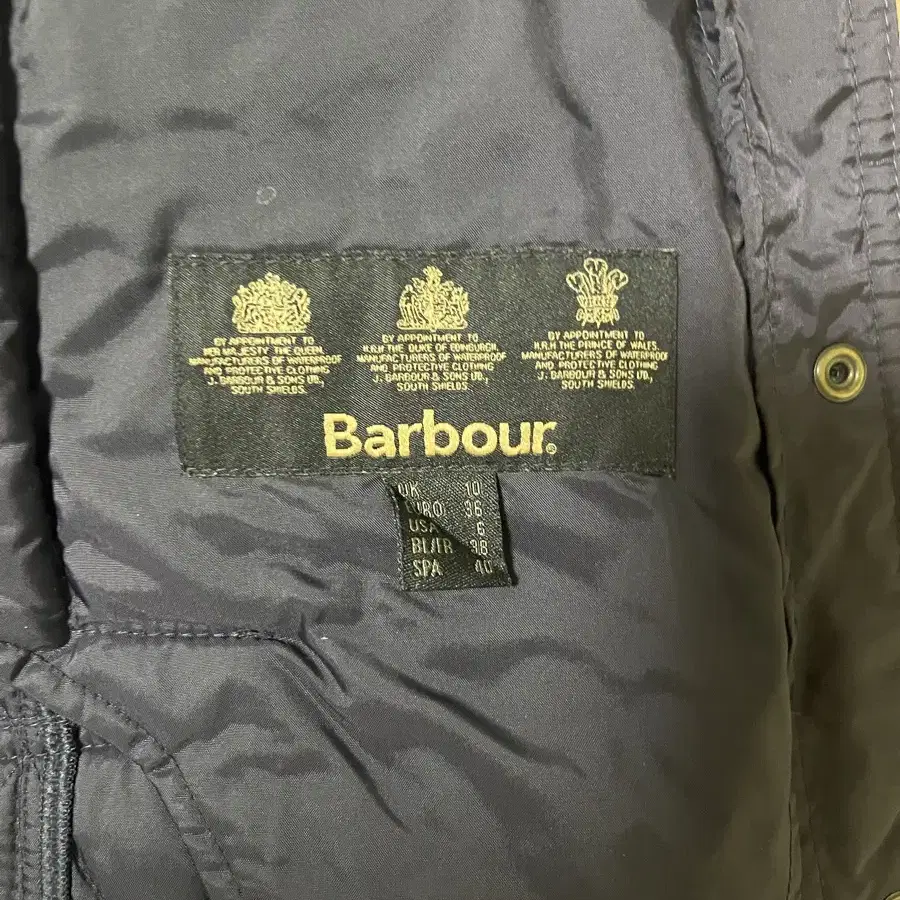 BY APPOINTMENT TO
HER MAJESTY THE QUEEN.
MANUFACTURERS OF WATERPROOF
AND PROTECTIVE CLOTHING
J. BARBOUR & SONS LTD,
SOUTH SHIELDS.
BY APPOINTMENT TO
H.R.H THE DUKE OF EDINBURGH.
MANUFACTURERS OF WATERPROOF
AND PROTECTIVE CLOTHING
J. BARBOUR & SONS LTD,
SOUTH SHIELDS.
BY APPOINTMENT TO
H.R.H THE PRINCE OF WALES.
MANUFACTURERS OF WATERPROOF
AND PROTECTIVE CLOTHING
J. BARBOUR & SONS LTD,
SOUTH SHIELDS.
Barbour®
UK 10
EURO 36
USA 6
BL/FR 38
SPA 40